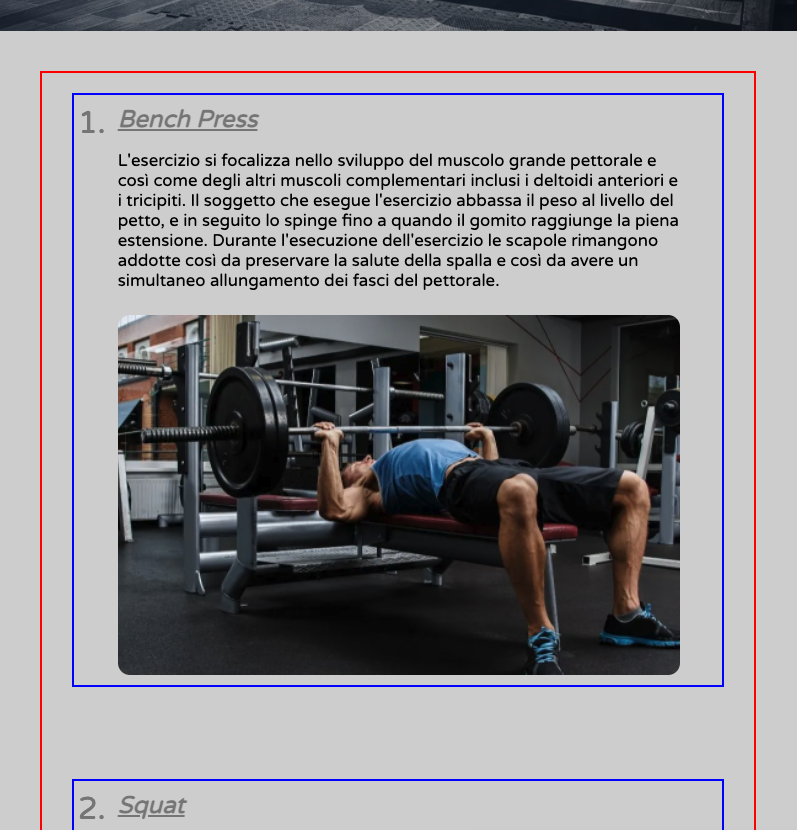 1. Bench Press
L'esercizio si focalizza nello sviluppo del muscolo grande pettorale e
così come degli altri muscoli complementari inclusi i deltoidi anteriori e
i tricipiti. Il soggetto che esegue l'esercizio abbassa il peso al livello del
petto, e in seguito lo spinge fino a quando il gomito raggiunge la piena
estensione. Durante l'esecuzione dell'esercizio le scapole rimangono
addotte così da preservare la salute della spalla e così da avere un
simultaneo allungamento dei fasci del pettorale.
2. Squat